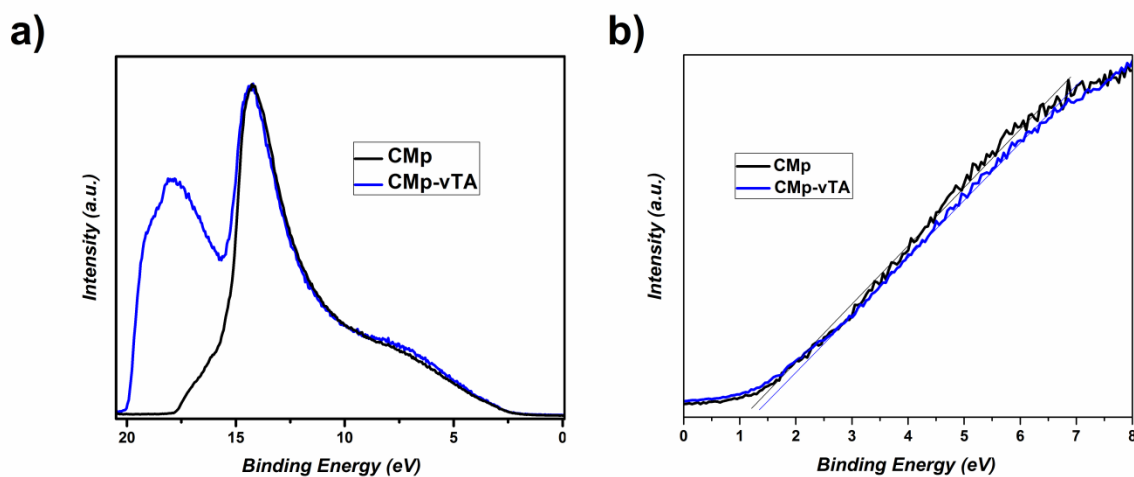 a)
Intensity (a.u.)
CMp
CMp-vTA
20 15 10 5 0
Binding Energy (eV)
b)
Intensity (a.u.)
CMp
CMp-vTA
0 1 2 3 4 5 6 7 8
Binding Energy (eV)